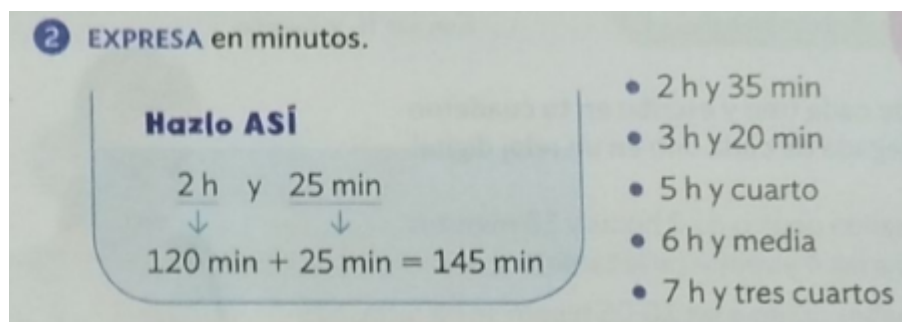 2 EXPRESA en minutos.
Hazlo ASÍ
2 h y 25 min
120 min + 25 min = 145 min
• 2 h y 35 min
• 3 h y 20 min
• 5 h y cuarto
• 6 h y media
• 7 h y tres cuartos